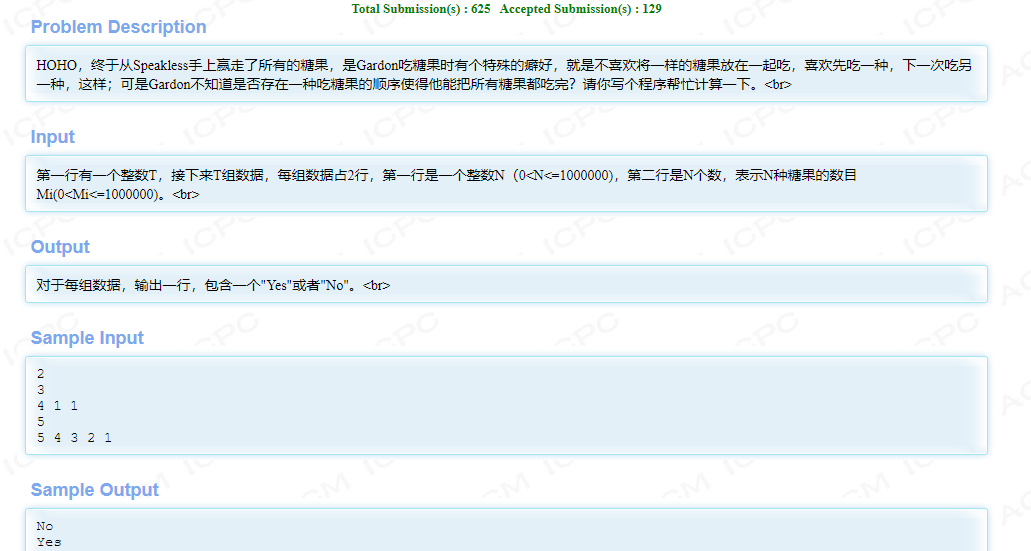 Total Submission(s) : 625   Accepted Submission(s) : 129
Problem Description
HOHO，终于从Speakless手上赢走了所有的糖果，是Gardon吃糖果时有个特殊的癖好，就是不喜欢将一样的糖果放在一起吃，喜欢先吃一种，下一次吃另
一种，这样；可是Gardon不知道是否存在一种吃糖果的顺序使得他能把所有糖果都吃完？请你写个程序帮忙计算一下。<br>
Input
第一行有一个整数T，接下来T组数据，每组数据占2行，第一行是一个整数N（0<N<=1000000)，第二行是N个数，表示N种糖果的数目
Mi(0<Mi<=1000000)。<br>
Output
对于每组数据，输出一行，包含一个"Yes"或者"No"。<br>
Sample Input
2
3
4 1 1
5
5 4 3 2 1
Sample Output
No
Yes